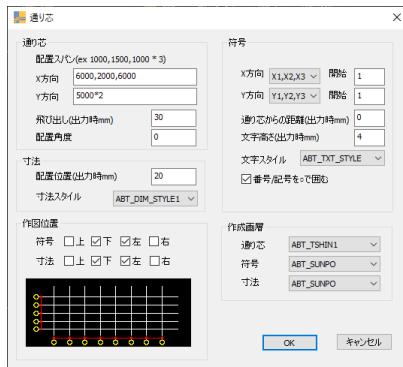 通り芯
通り芯
配置スパン(ex 1000,1500,1000 * 3)
X方向 6000,2000,6000
Y方向 5000*2
飛び出し(出力時mm) 30
配置角度 0
寸法
配置位置(出力時mm) 20
寸法スタイル ABT_DIM_STYLE1
作図位置
符号 上 下 左 右
寸法 上 下 左 右
符号
X方向 X1,X2,X3 開始 1
Y方向 Y1,Y2,Y3 開始 1
通り芯からの距離(出力時mm) 0
文字高さ(出力時mm) 4
文字スタイル ABT_TXT_STYLE
番号/記号を○で囲む
作成画層
通り芯 ABT_TSHIN1
符号 ABT_SUNPO
寸法 ABT_SUNPO
OK キャンセル